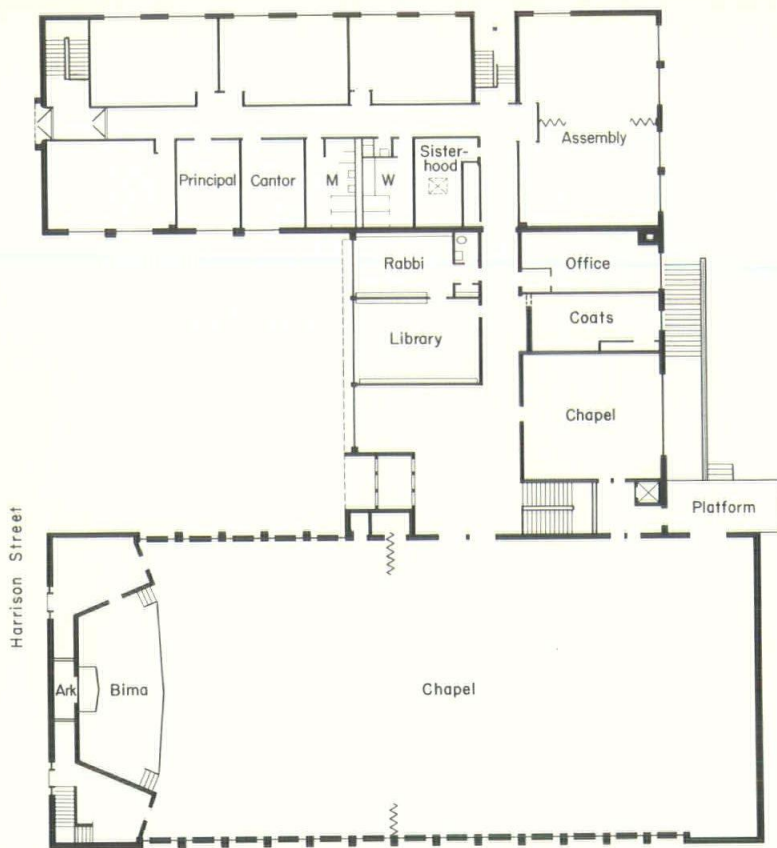 Assembly
Sister-
hood
Principal
Cantor
M
W
Rabbi
Office
Coats
Library
Chapel
Platform
Harrison Street
Ark
Bima
Chapel